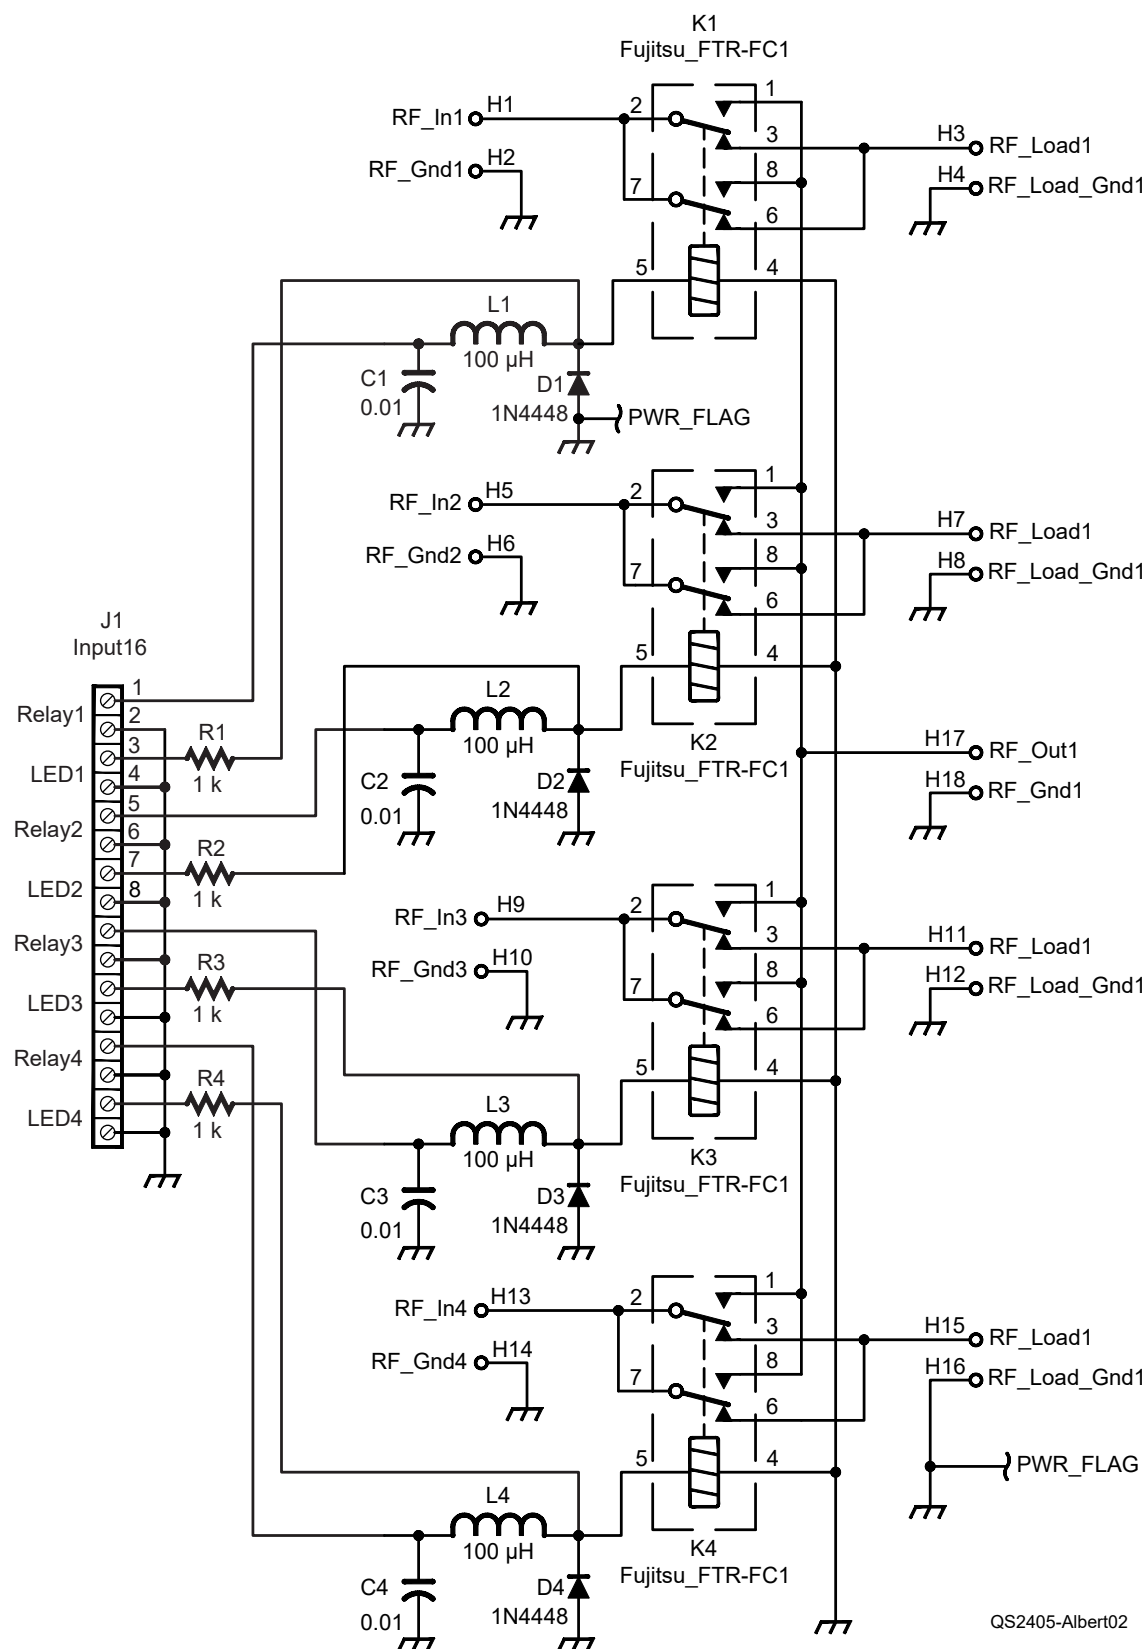 K1
Fujitsu_FTR-FC1
RF_In1 H1 2 1
3 H3 RF_Load1
RF_Gnd1 H2
7 8 H4 RF_Load_Gnd1
6
5 4
L1
100 µH
C1
0.01
D1
1N4448 PWR_FLAG
RF_In2 H5 2 1
3 H7 RF_Load1
RF_Gnd2 H6
7 8 H8 RF_Load_Gnd1
6
J1
Input16
5 4
L2
100 µH
K2
Fujitsu_FTR-FC1
C2
0.01
D2
1N4448
H17 RF_Out1
H18 RF_Gnd1
Relay1 1
2
LED1 3
4
Relay2 5
6
LED2 7
8
Relay3
LED3
Relay4
LED4
R1
1 k
R2
1 k
R3
1 k
R4
1 k
RF_In3 H9 2 1
3 H11 RF_Load1
RF_Gnd3 H10
7 8 H12 RF_Load_Gnd1
6
5 4
L3
100 µH
K3
Fujitsu_FTR-FC1
C3
0.01
D3
1N4448
RF_In4 H13 2 1
3 H15 RF_Load1
RF_Gnd4 H14
7 8 H16 RF_Load_Gnd1
6
5 4 PWR_FLAG
L4
100 µH
K4
Fujitsu_FTR-FC1
C4
0.01
D4
1N4448
QS2405-Albert02